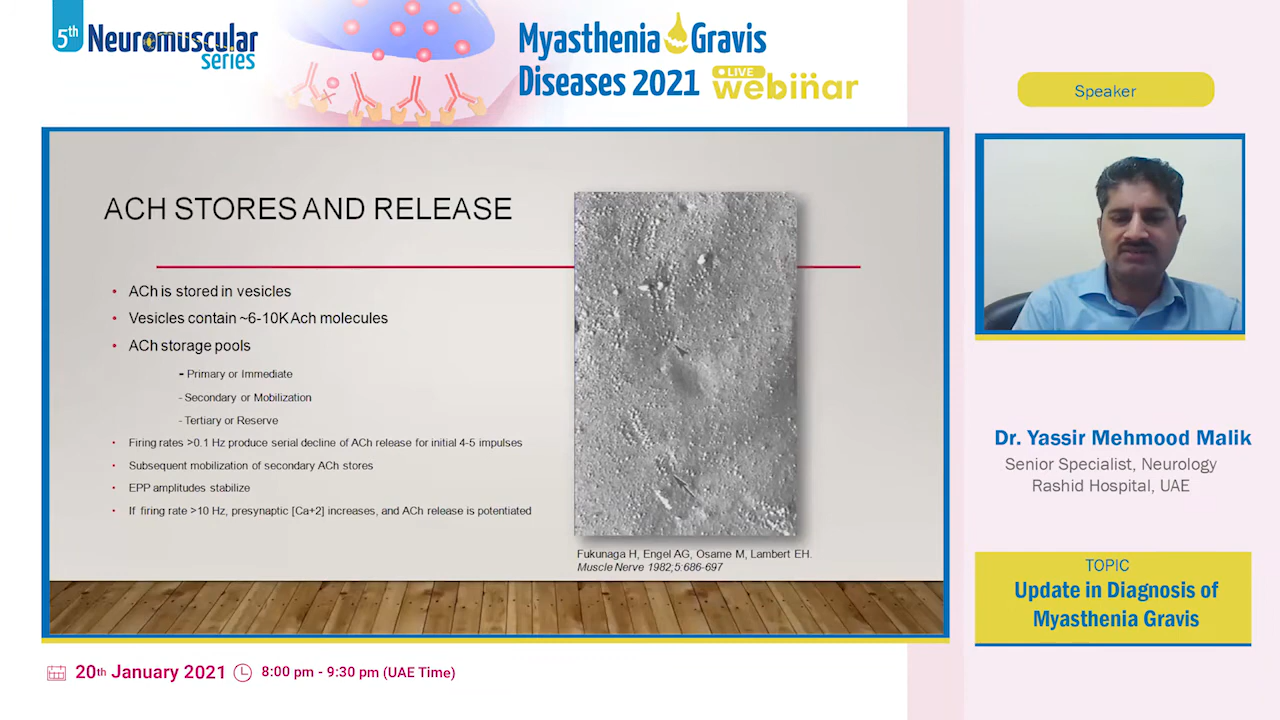 5th Neuromuscular
series
Myasthenia Gravis
Diseases 2021 LIVE webinar
Speaker
ACH STORES AND RELEASE
• ACh is stored in vesicles
• Vesicles contain ~6-10K Ach molecules
• ACh storage pools
- Primary or Immediate
- Secondary or Mobilization
- Tertiary or Reserve
• Firing rates >0.1 Hz produce serial decline of ACh release for initial 4-5 impulses
• Subsequent mobilization of secondary ACh stores
• EPP amplitudes stabilize
• If firing rate >10 Hz, presynaptic [Ca+2] increases, and ACh release is potentiated
Fukunaga H, Engel AG, Osame M, Lambert EH.
Muscle Nerve 1982;5:686-697
Dr. Yassir Mehmood Malik
Senior Specialist, Neurology
Rashid Hospital, UAE
TOPIC
Update in Diagnosis of
Myasthenia Gravis
20th January 2021 8:00 pm - 9:30 pm (UAE Time)